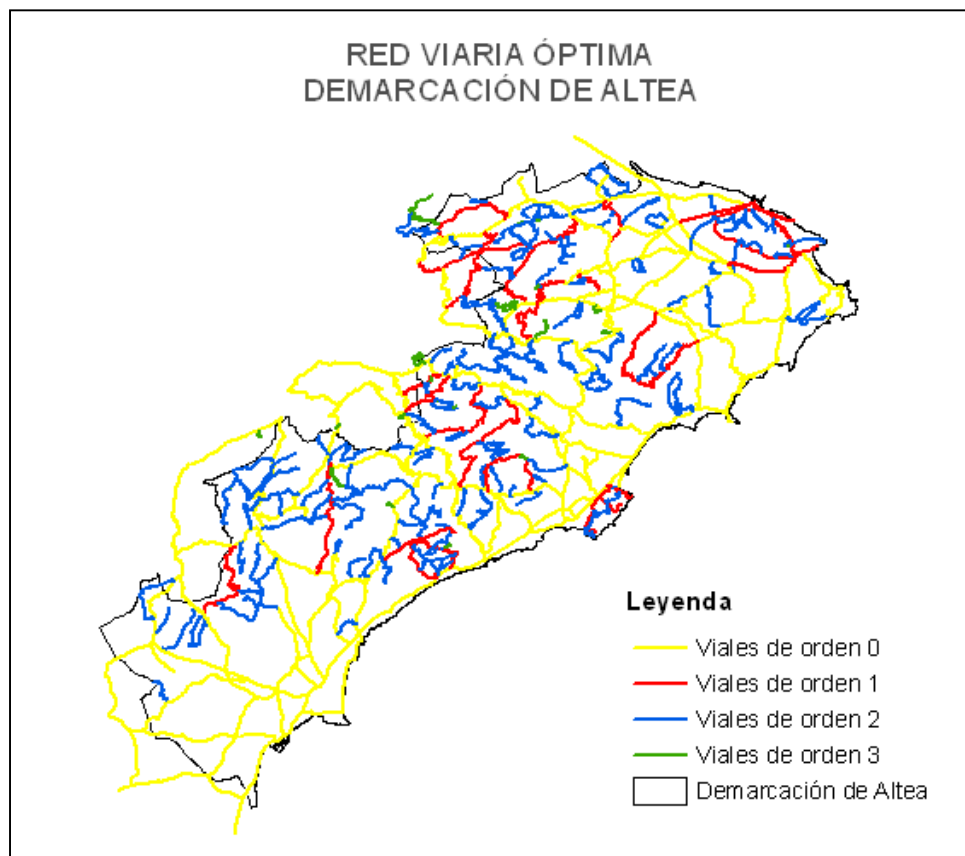 RED VIARIA ÓPTIMA
DEMARCACIÓN DE ALTEA
Leyenda
Viales de orden 0
Viales de orden 1
Viales de orden 2
Viales de orden 3
Demarcación de Altea